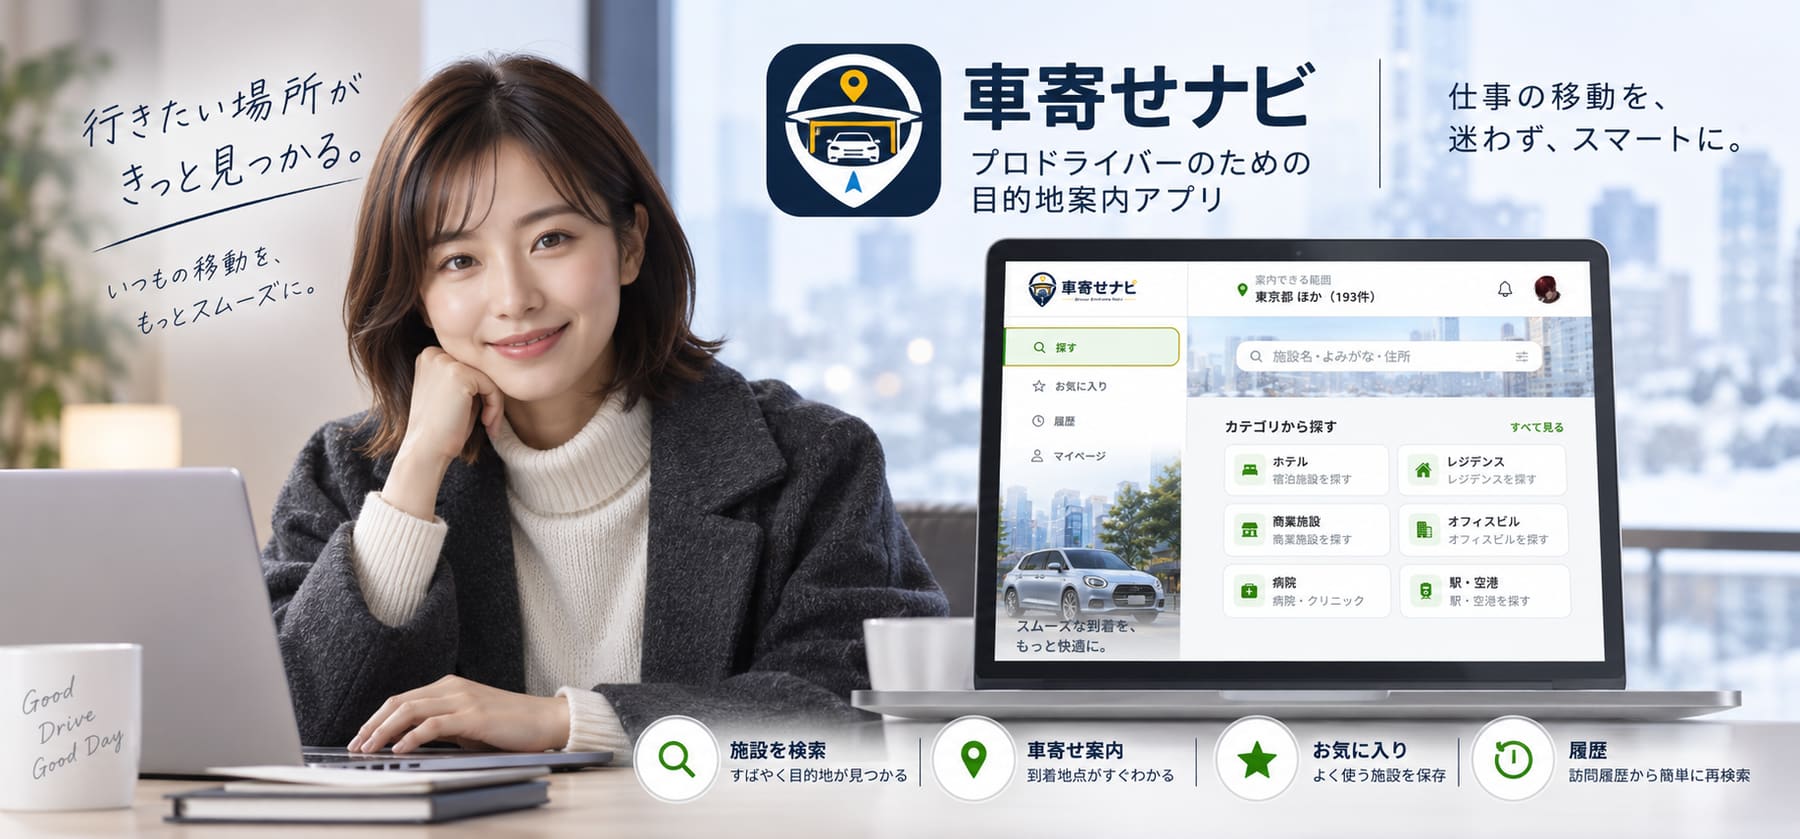 行きたい場所が
きっと見つかる。
いつもの移動を、
もっとスムーズに。
車寄せナビ
プロドライバーのための
目的地案内アプリ
仕事の移動を、
迷わず、スマートに。
車寄せナビ
案内できる範囲
東京都 ほか（193件）
探す
お気に入り
履歴
マイページ
スムーズな到着を、
もっと快適に。
施設名・よみがな・住所
カテゴリから探す
すべて見る
ホテル
宿泊施設を探す
レジデンス
レジデンスを探す
商業施設
商業施設を探す
オフィスビル
オフィスビルを探す
病院
病院・クリニック
駅・空港
駅・空港を探す
Good
Drive
Good Day
施設を検索
すばやく目的地が見つかる
車寄せ案内
到着地点がすぐわかる
お気に入り
よく使う施設を保存
履歴
訪問履歴から簡単に再検索